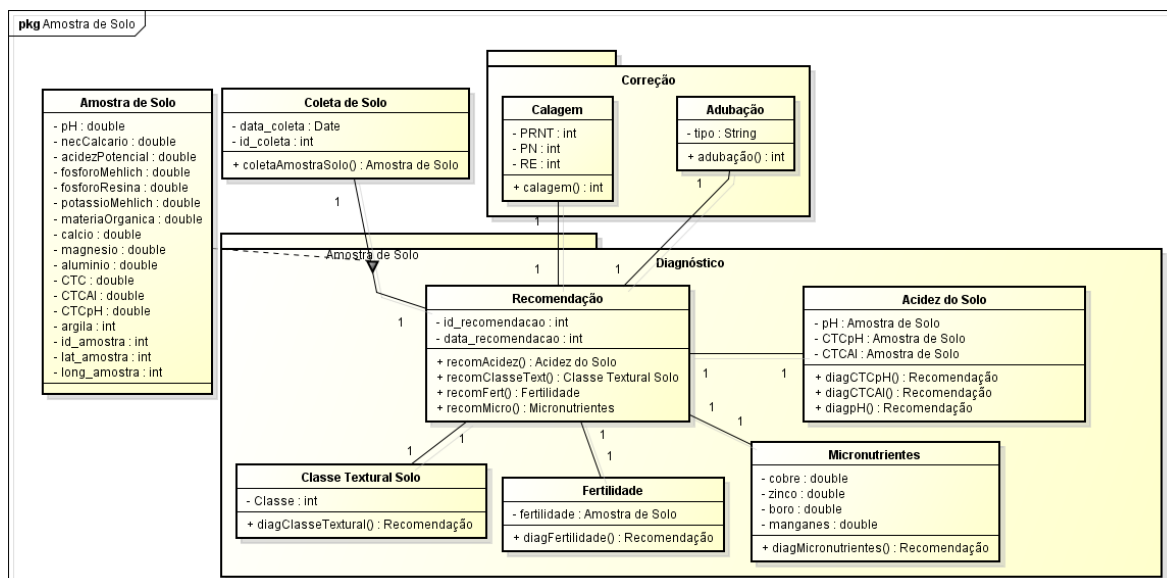 pkg Amostra de Solo
Amostra de Solo
- pH : double
- necCalcario : double
- acidezPotencial : double
- fosforoMehlich : double
- fosforoResina : double
- potassioMehlich : double
- materiaOrganica : double
- calcio : double
- magnesio : double
- aluminio : double
- CTC : double
- CTCAl : double
- CTCpH : double
- argila : int
- id_amostra : int
- lat_amostra : int
- long_amostra : int
Coleta de Solo
- data_coleta : Date
- id_coleta : int
+ coletaAmostraSolo() : Amostra de Solo
Correção
Calagem
- PRNT : int
- PN : int
- RE : int
+ calagem() : int
Adubação
- tipo : String
+ adubação() : int
1
1
1
Amostra de Solo
Diagnóstico
1
1
1
Recomendação
- id_recomendacao : int
- data_recomendacao : int
+ recomAcidez() : Acidez do Solo
+ recomClasseText() : Classe Textural Solo
+ recomFert() : Fertilidade
+ recomMicro() : Micronutrientes
Acidez do Solo
- pH : Amostra de Solo
- CTCpH : Amostra de Solo
- CTCAl : Amostra de Solo
+ diagCTCpH() : Recomendação
+ diagCTCAl() : Recomendação
+ diagpH() : Recomendação
1
1
1
1
1
1
1
1
Classe Textural Solo
- Classe : int
+ diagClasseTextural() : Recomendação
Fertilidade
- fertilidade : Amostra de Solo
+ diagFertilidade() : Recomendação
Micronutrientes
- cobre : double
- zinco : double
- boro : double
- manganes : double
+ diagMicronutrientes() : Recomendação